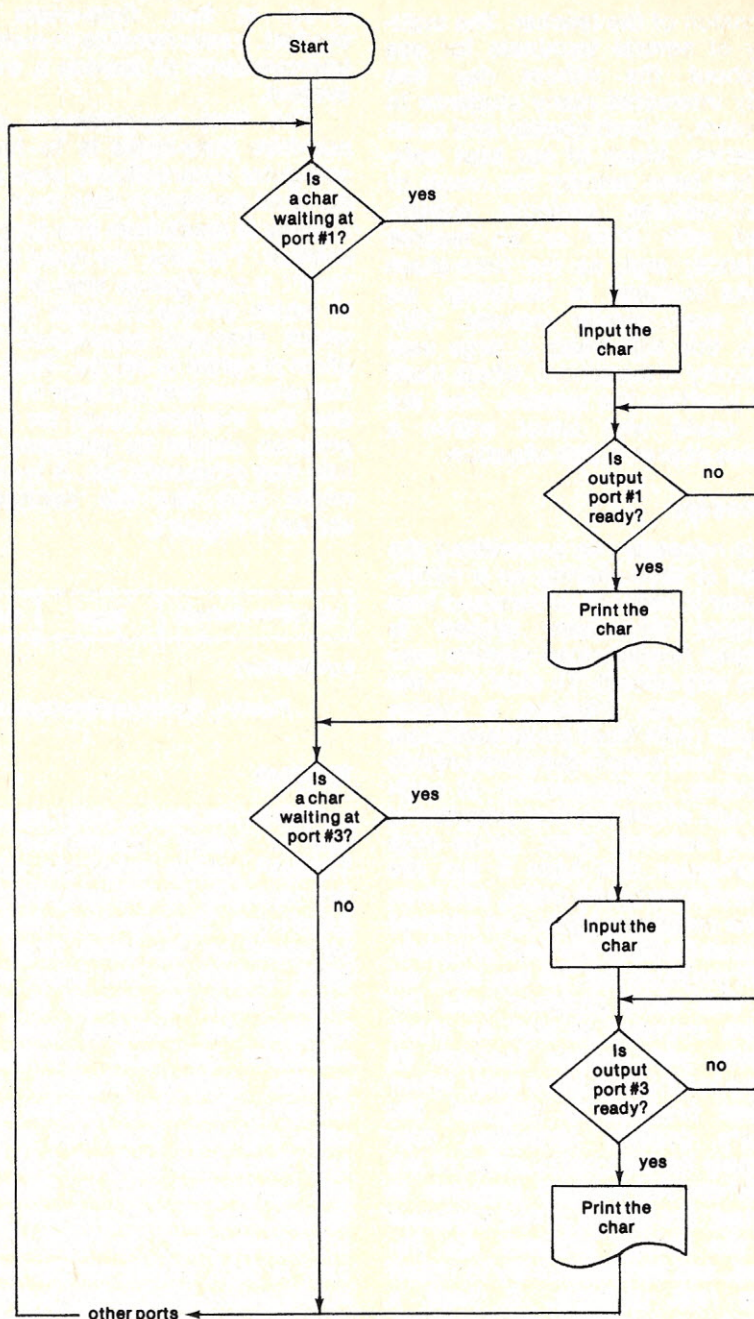 Start
Is
a char
waiting at
port #1?
yes
no
Input the
char
Is
output
port #1
ready?
no
yes
Print the
char
Is
a char
waiting at
port #3?
yes
no
Input the
char
Is
output
port #3
ready?
no
yes
Print the
char
other ports